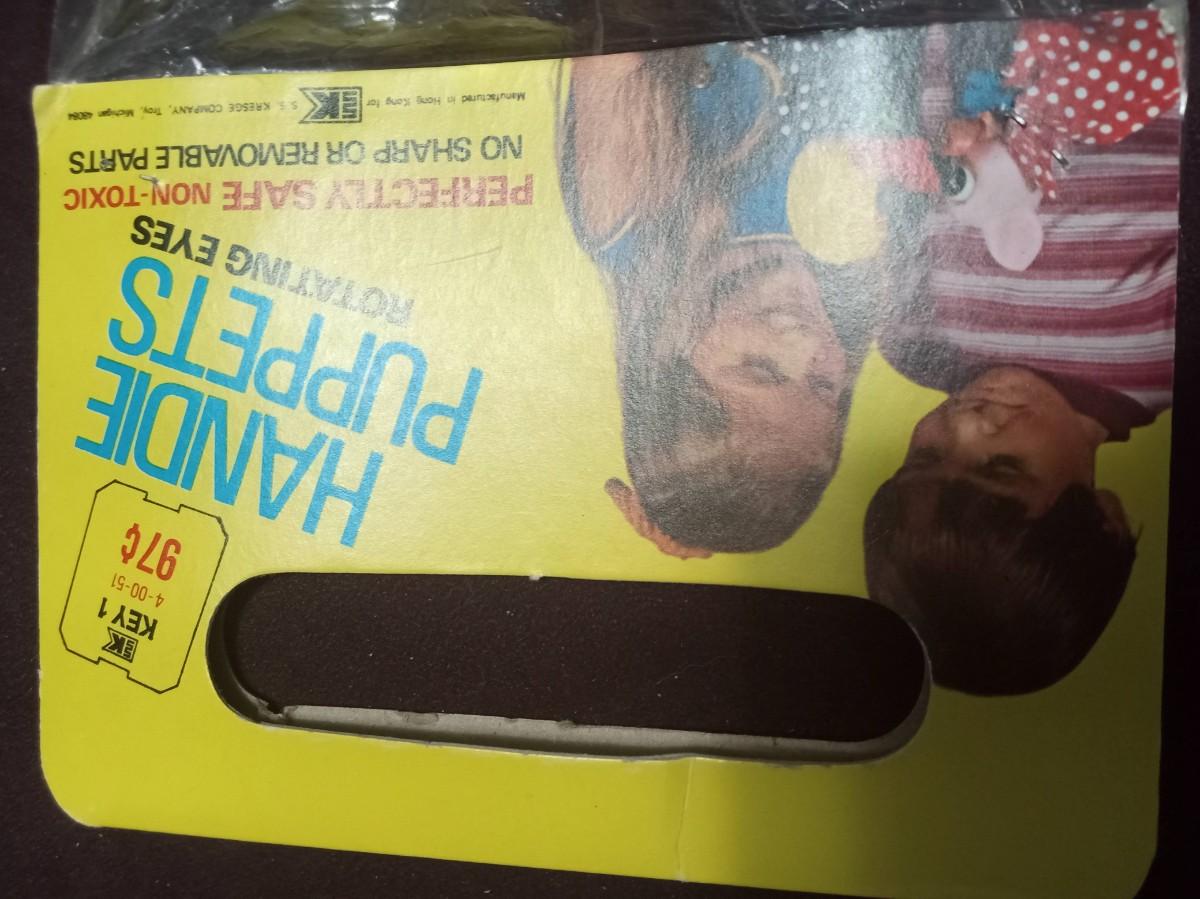 KEY 1
4-00-51
97¢
HANDIE
PUPPETS
ROTATING EYES
PERFECTLY SAFE NON-TOXIC
NO SHARP OR REMOVABLE PARTS
Manufactured in Hong Kong for
S. S. KRESGE COMPANY, Troy, Michigan 48084